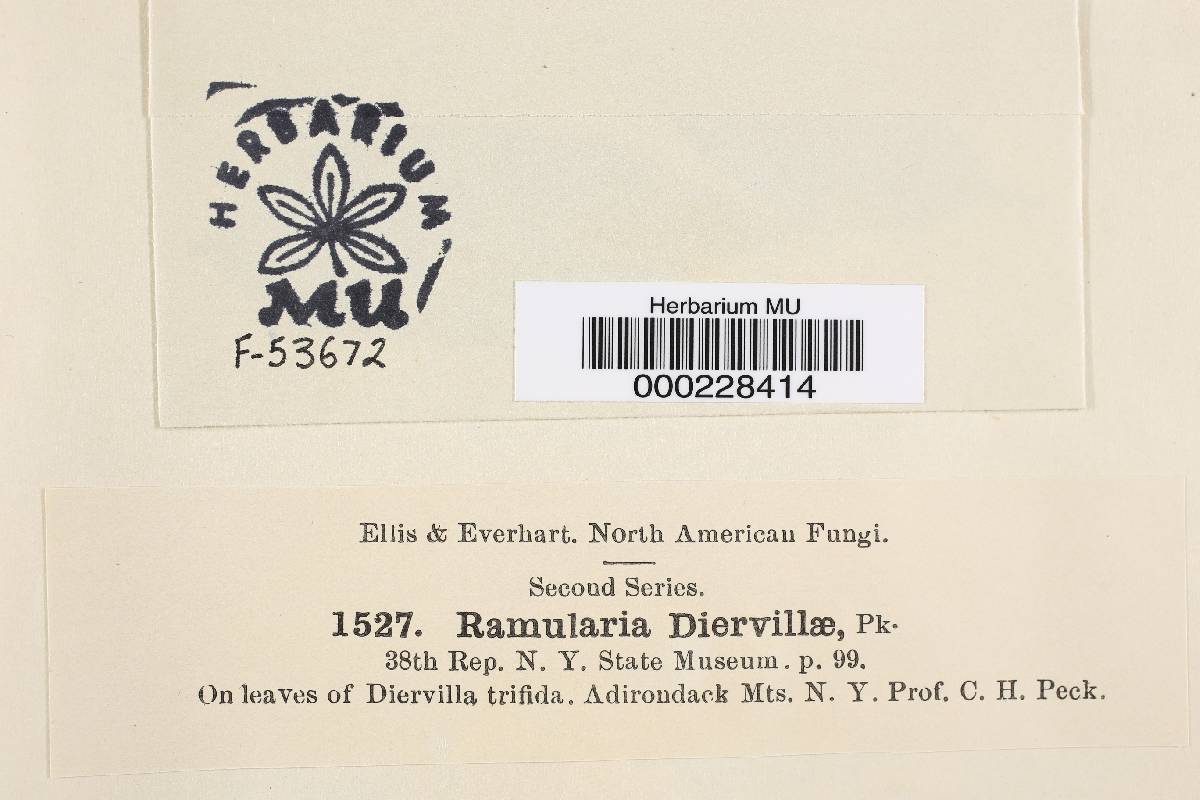 HERBARIUM
MU
F-53672
Herbarium MU
000228414
Ellis & Everhart. North American Fungi.
Second Series.
1527. Ramularia Diervillæ, Pk.
38th Rep. N. Y. State Museum. p. 99.
On leaves of Diervilla trifida. Adirondack Mts. N. Y. Prof. C. H. Peck.